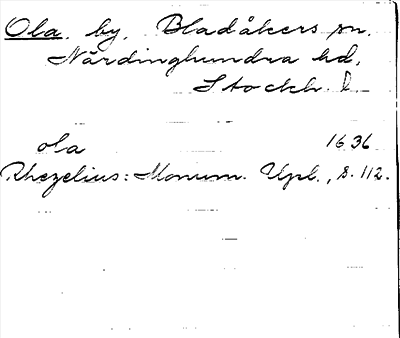 Ola, by, Bladåkers sn,
Närdinghundra hd,
Stockh. l.
ola 1636
Rhezelius: Monum. Upl., s. 112.